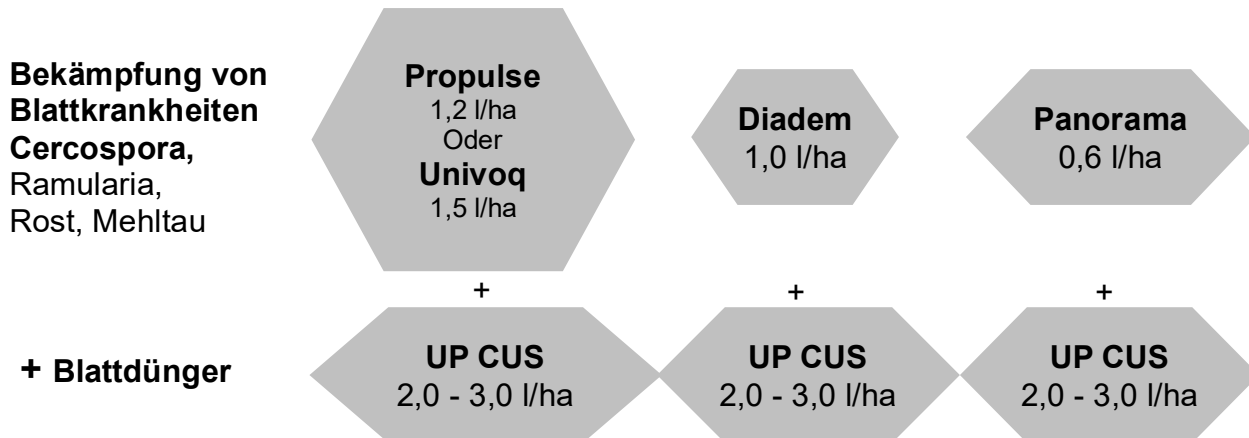 Bekämpfung von
Blattkrankheiten
Cercospora,
Ramularia,
Rost, Mehltau
Propulse
1,2 l/ha
Oder
Univoq
1,5 l/ha
Diadem
1,0 l/ha
Panorama
0,6 l/ha
+
+
+
+ Blattdünger
UP CUS
2,0 - 3,0 l/ha
UP CUS
2,0 - 3,0 l/ha
UP CUS
2,0 - 3,0 l/ha